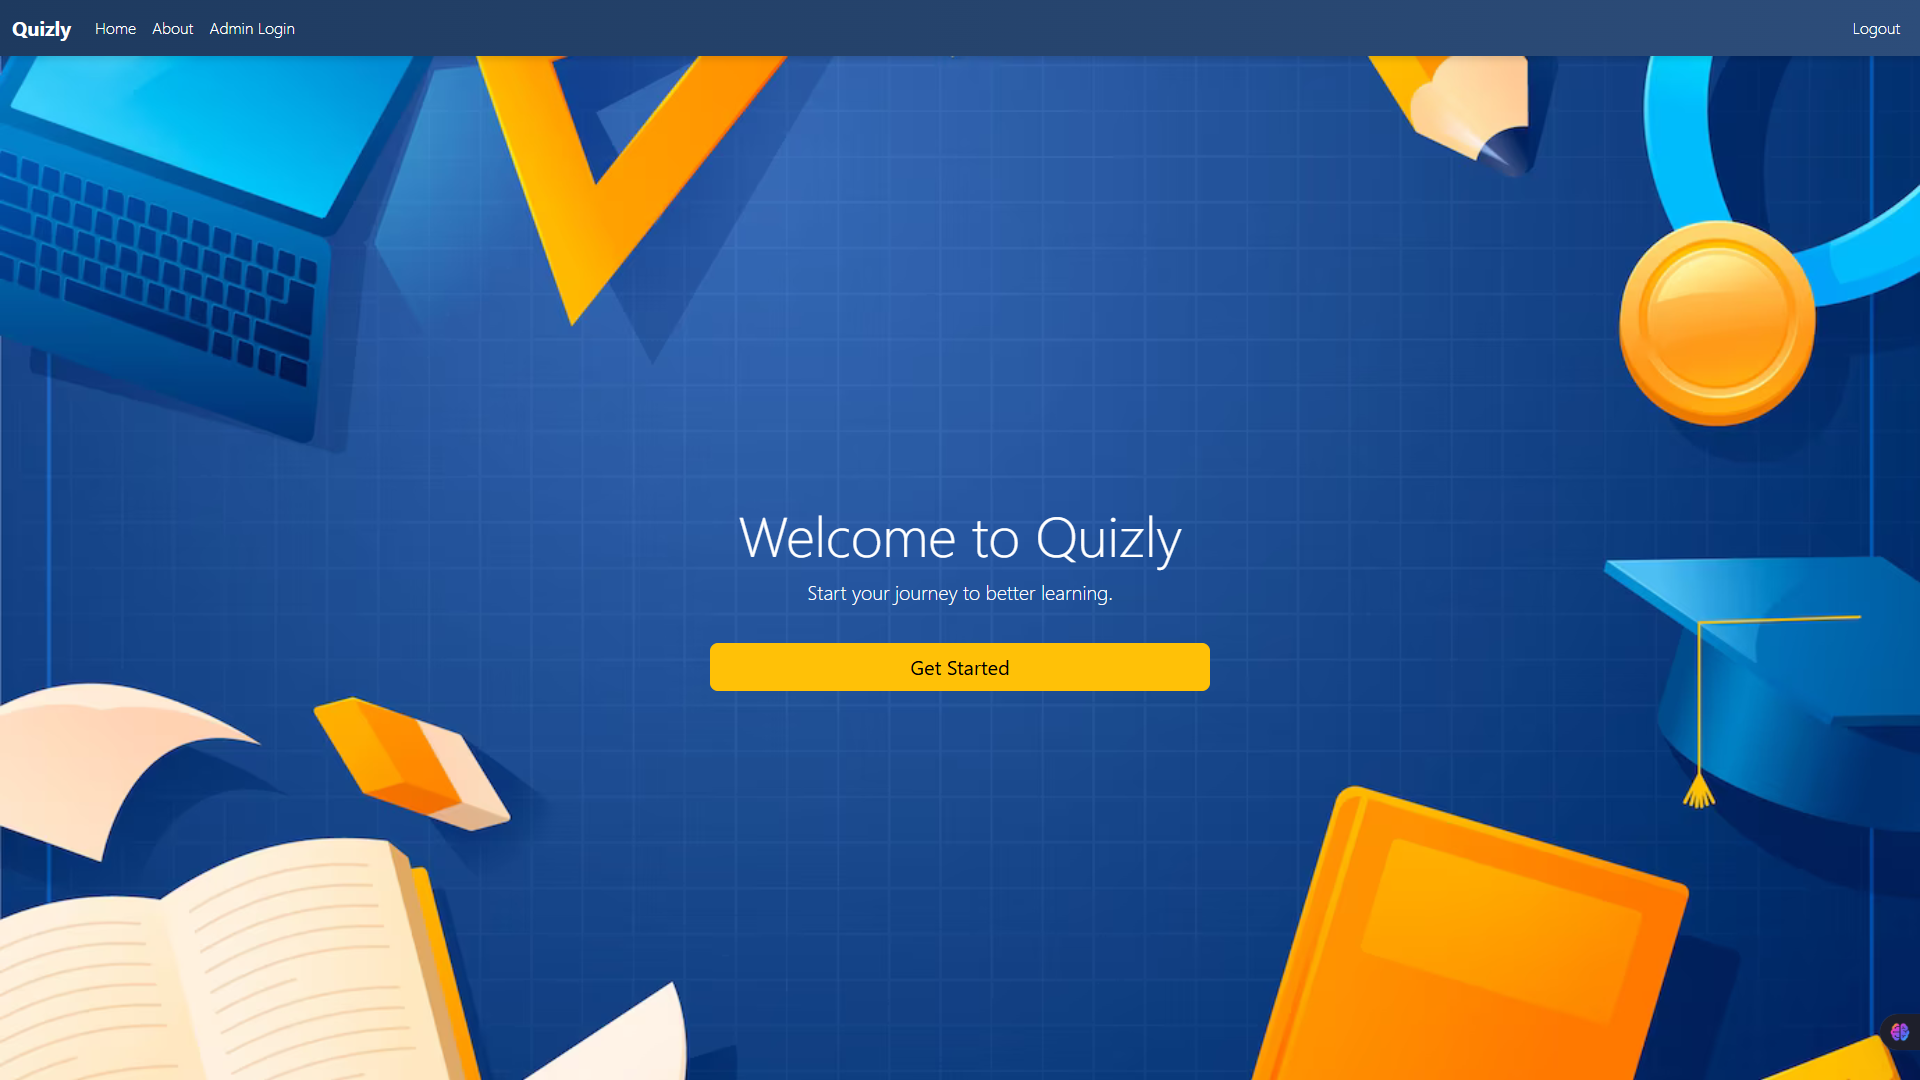 Quizly Home About Admin Login Logout
Welcome to Quizly
Start your journey to better learning.
Get Started